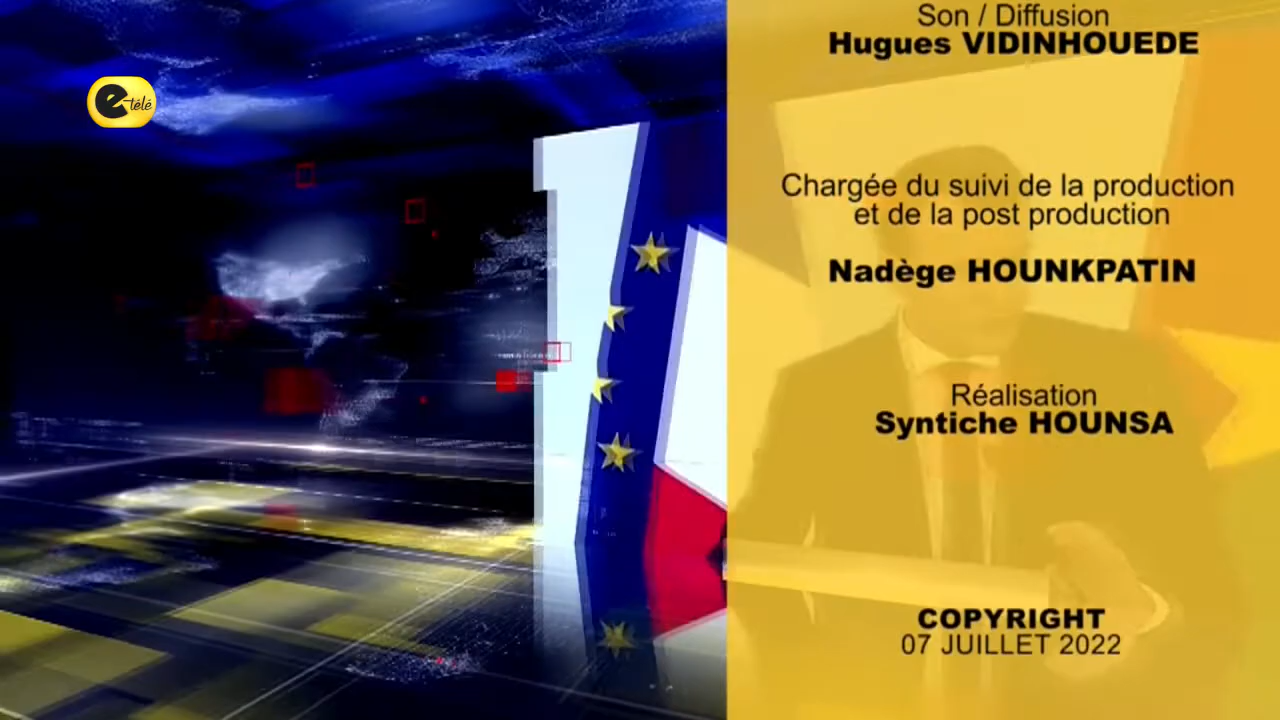 e-télé
Son / Diffusion
Hugues VIDINHOUEDE
Chargée du suivi de la production
et de la post production
Nadège HOUNKPATIN
Réalisation
Syntiche HOUNSA
COPYRIGHT
07 JUILLET 2022